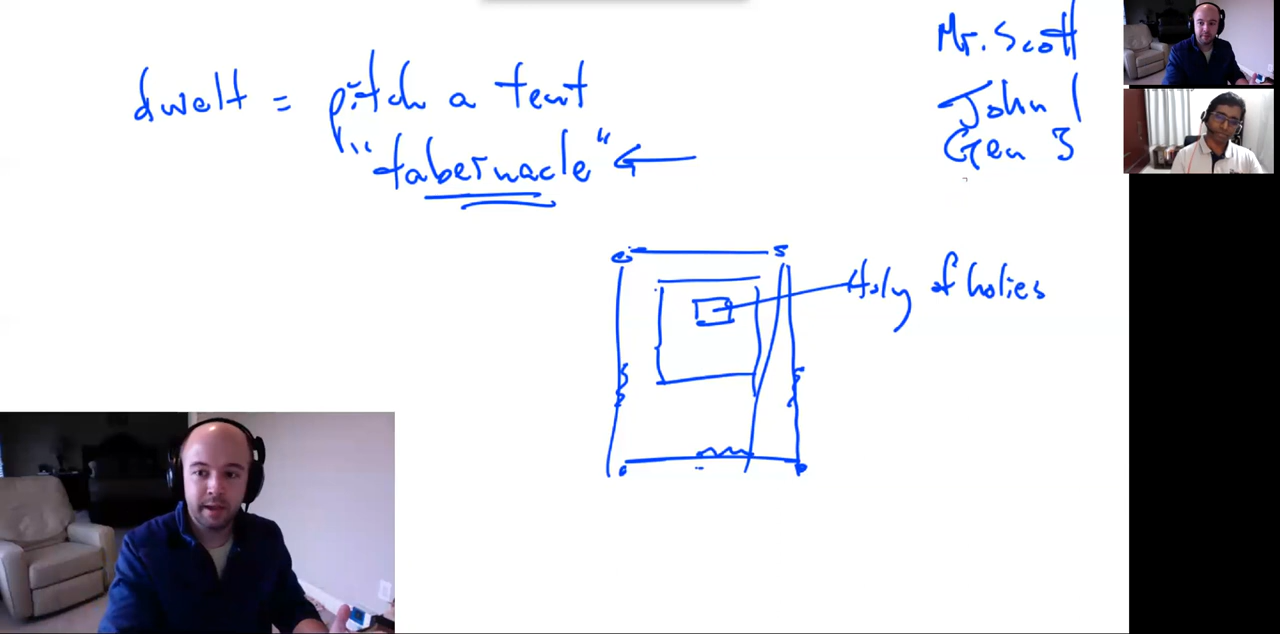 dwelt = pitch a tent
"tabernacle"
Mr. Scott
John 1
Gen 3
Holy of holies